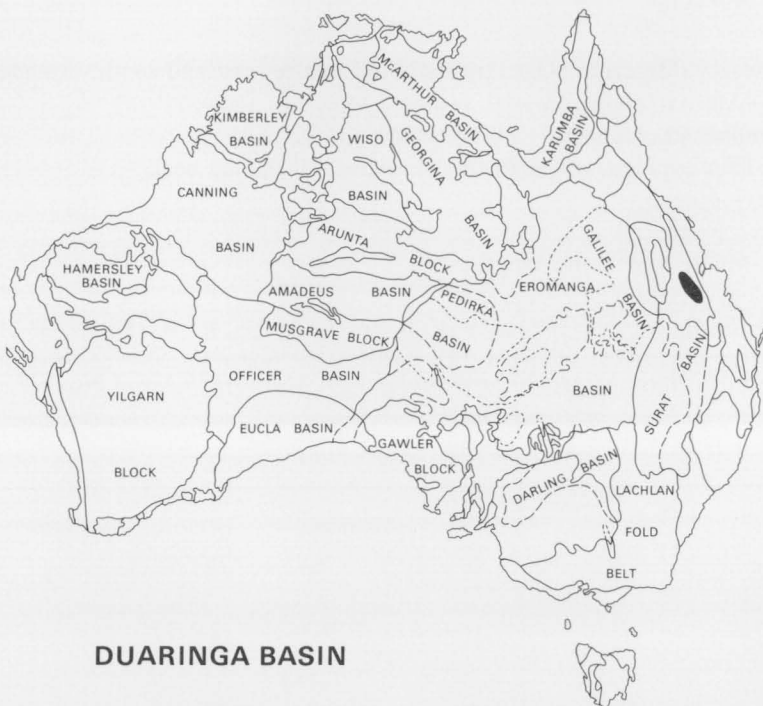 McARTHUR BASIN
KIMBERLEY
BASIN
WISO
BASIN
GEORGINA
BASIN
KARUMBA
BASIN
CANNING
BASIN
ARUNTA
BLOCK
GALILEE
BASIN
HAMERSLEY
BASIN
AMADEUS BASIN
PEDIRKA
BASIN
EROMANGA
BASIN
MUSGRAVE BLOCK
OFFICER BASIN
YILGARN
BLOCK
EUCLA BASIN
GAWLER
BLOCK
SURAT
BASIN
DARLING BASIN
LACHLAN
FOLD
BELT
DUARINGA BASIN